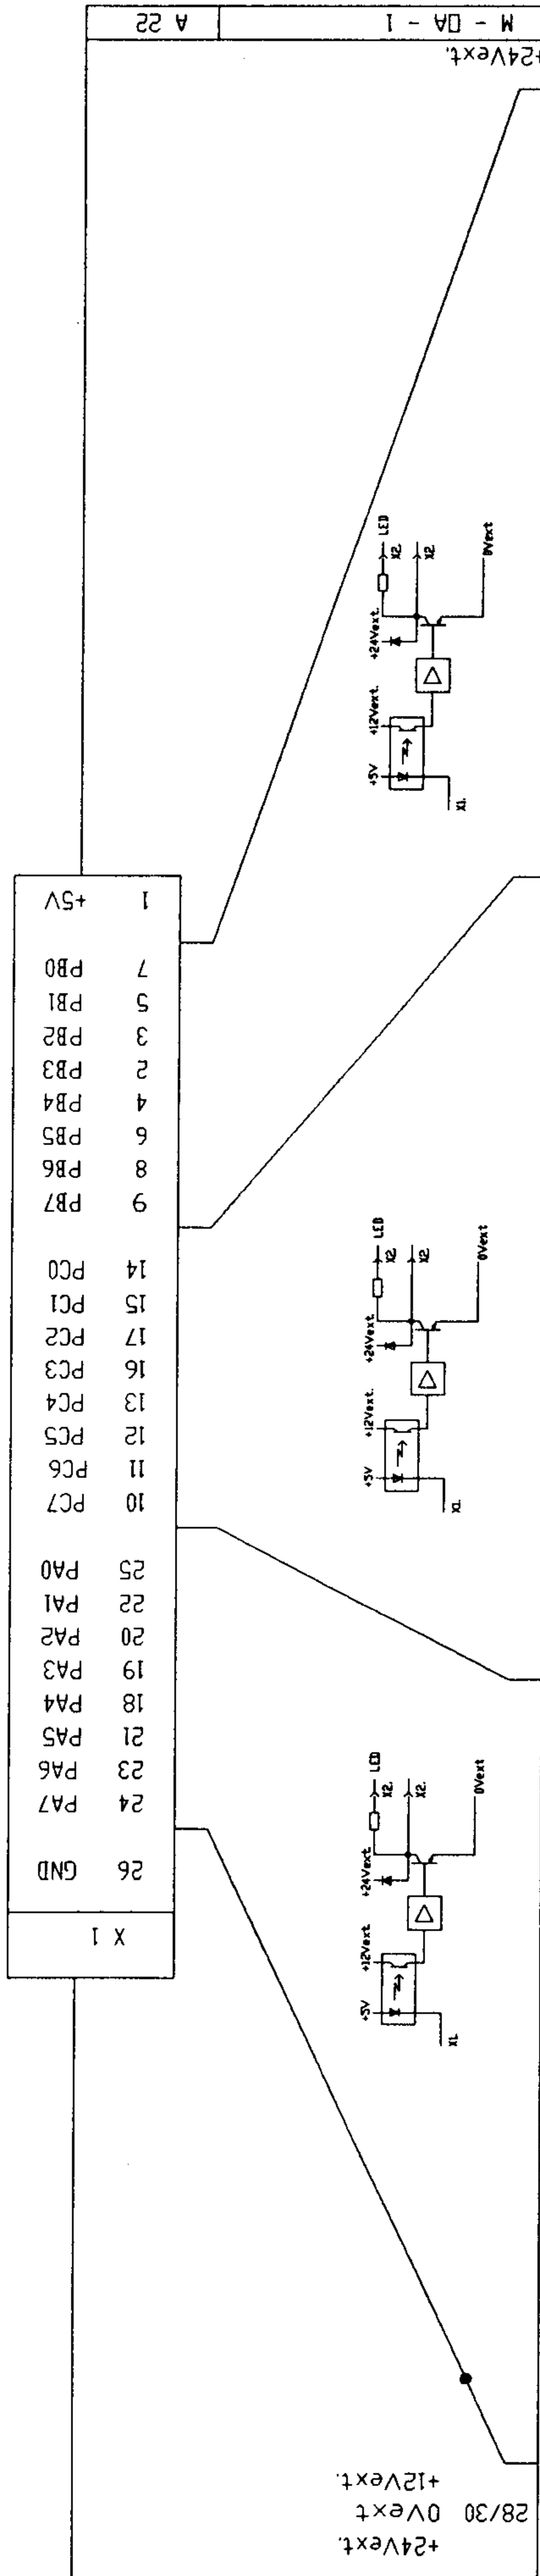 +24Vext.
28/30 0Vext
+12Vext.
X 1
26 GND
24 PA7
23 PA6
21 PA5
18 PA4
19 PA3
20 PA2
22 PA1
25 PA0
10 PC7
11 PC6
12 PC5
13 PC4
16 PC3
17 PC2
15 PC1
14 PC0
9 PB7
8 PB6
6 PB5
4 PB4
2 PB3
3 PB2
5 PB1
7 PB0
1 +5V
+5V
+12Vext.
+24Vext.
LED
X2.
X2.
0Vext
X1.
+5V
+12Vext.
+24Vext.
LED
X2
X2
0Vext
X1.
+5V
+12Vext.
+24Vext.
LED
X2.
X2.
0Vext
X1.
+24Vext.
M - DA - 1
A 22